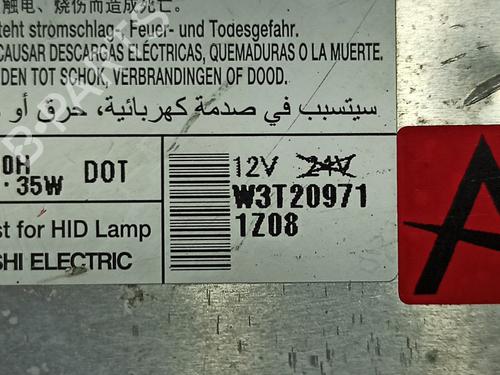 触电、烧伤而造成死亡。
steht stromschlag-, Feuer- und Todesgefahr.
CAUSAR DESCARGAS ELÉCTRICAS, QUEMADURAS O LA MUERTE.
DEN TOT SCHOK, VERBRANDINGEN OF DOOD.
سيتسبب في صدمة كهربائية، حرق أو
0H
.35W DOT
12V 24V
W3T20971
1Z08
st for HID Lamp
SHI ELECTRIC
A
B-PARTS